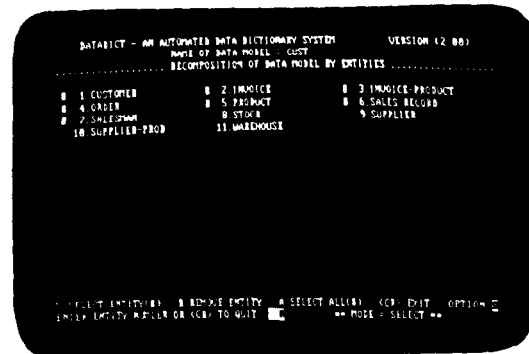 DATADICT - AN AUTOMATED DATA DICTIONARY SYSTEM VERSION (2.00)
NAME OF DATA MODEL : CUST
DECOMPOSITION OF DATA MODEL BY ENTITIES
# 1.CUSTOMER # 2.INVOICE # 3.INVOICE-PRODUCT
# 4.ORDER # 5.PRODUCT # 6.SALES RECORD
# 7.SALESMAN 8.STOCK 9.SUPPLIER
10.SUPPLIER-PROD 11.WAREHOUSE
SELECT ENTITY(S) R REMOVE ENTITY A SELECT ALL(S) <CR> EXIT OPTION
ENTER ENTITY NUMBER OR <CR> TO QUIT ** MODE = SELECT **